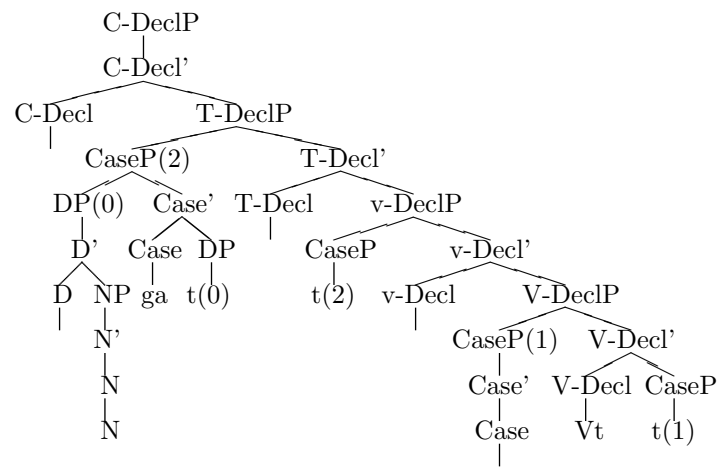 C-DeclP
C-Decl'
C-Decl T-DeclP
CaseP(2) T-Decl'
DP(0) Case' T-Decl v-DeclP
D' Case DP CaseP v-Decl'
D NP ga t(0) t(2) v-Decl V-DeclP
N' CaseP(1) V-Decl'
N Case' V-Decl CaseP
N Case Vt t(1)